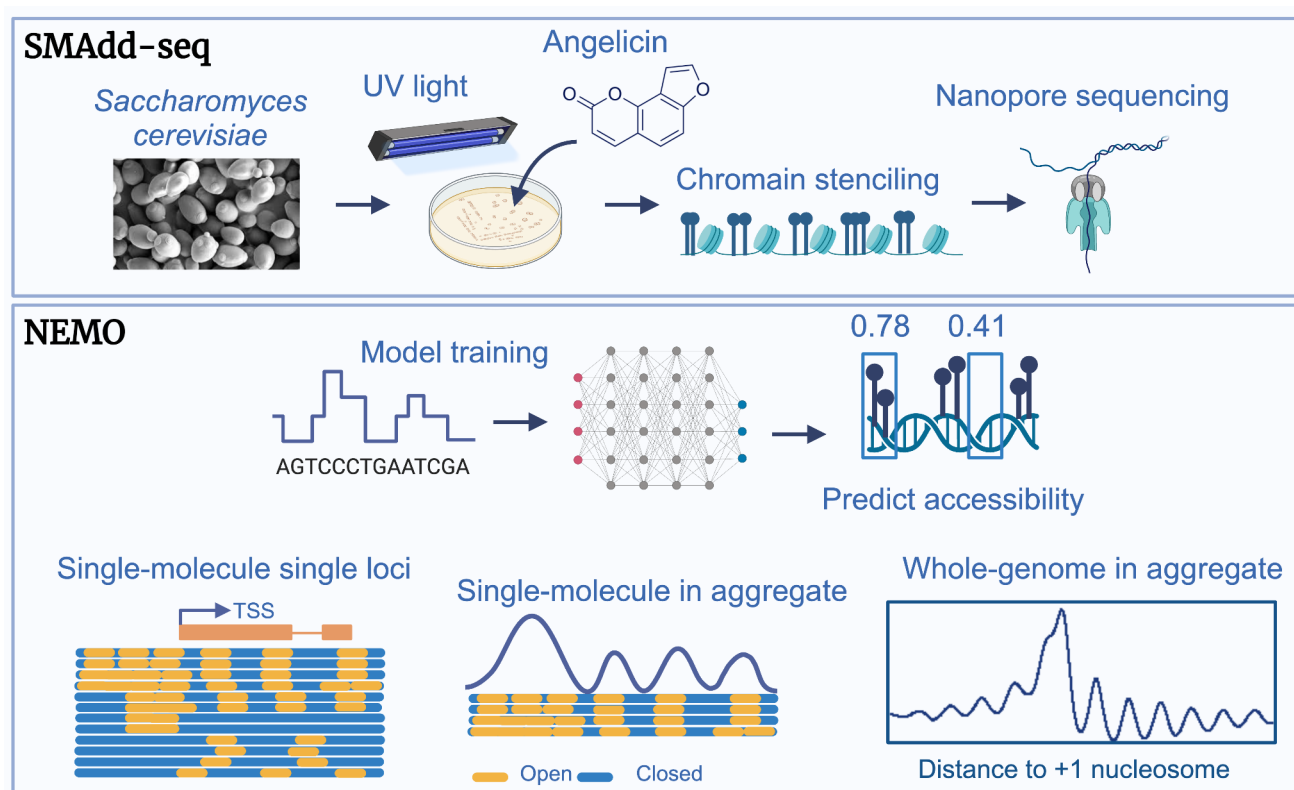 SMAdd-seq
Saccharomyces
cerevisiae
UV light
Angelicin
O
O
O
Chromain stenciling
Nanopore sequencing
NEMO
Model training
AGTCCCTGAATCGA
0.78
0.41
Predict accessibility
Single-molecule single loci
TSS
Single-molecule in aggregate
Open
Closed
Whole-genome in aggregate
Distance to +1 nucleosome